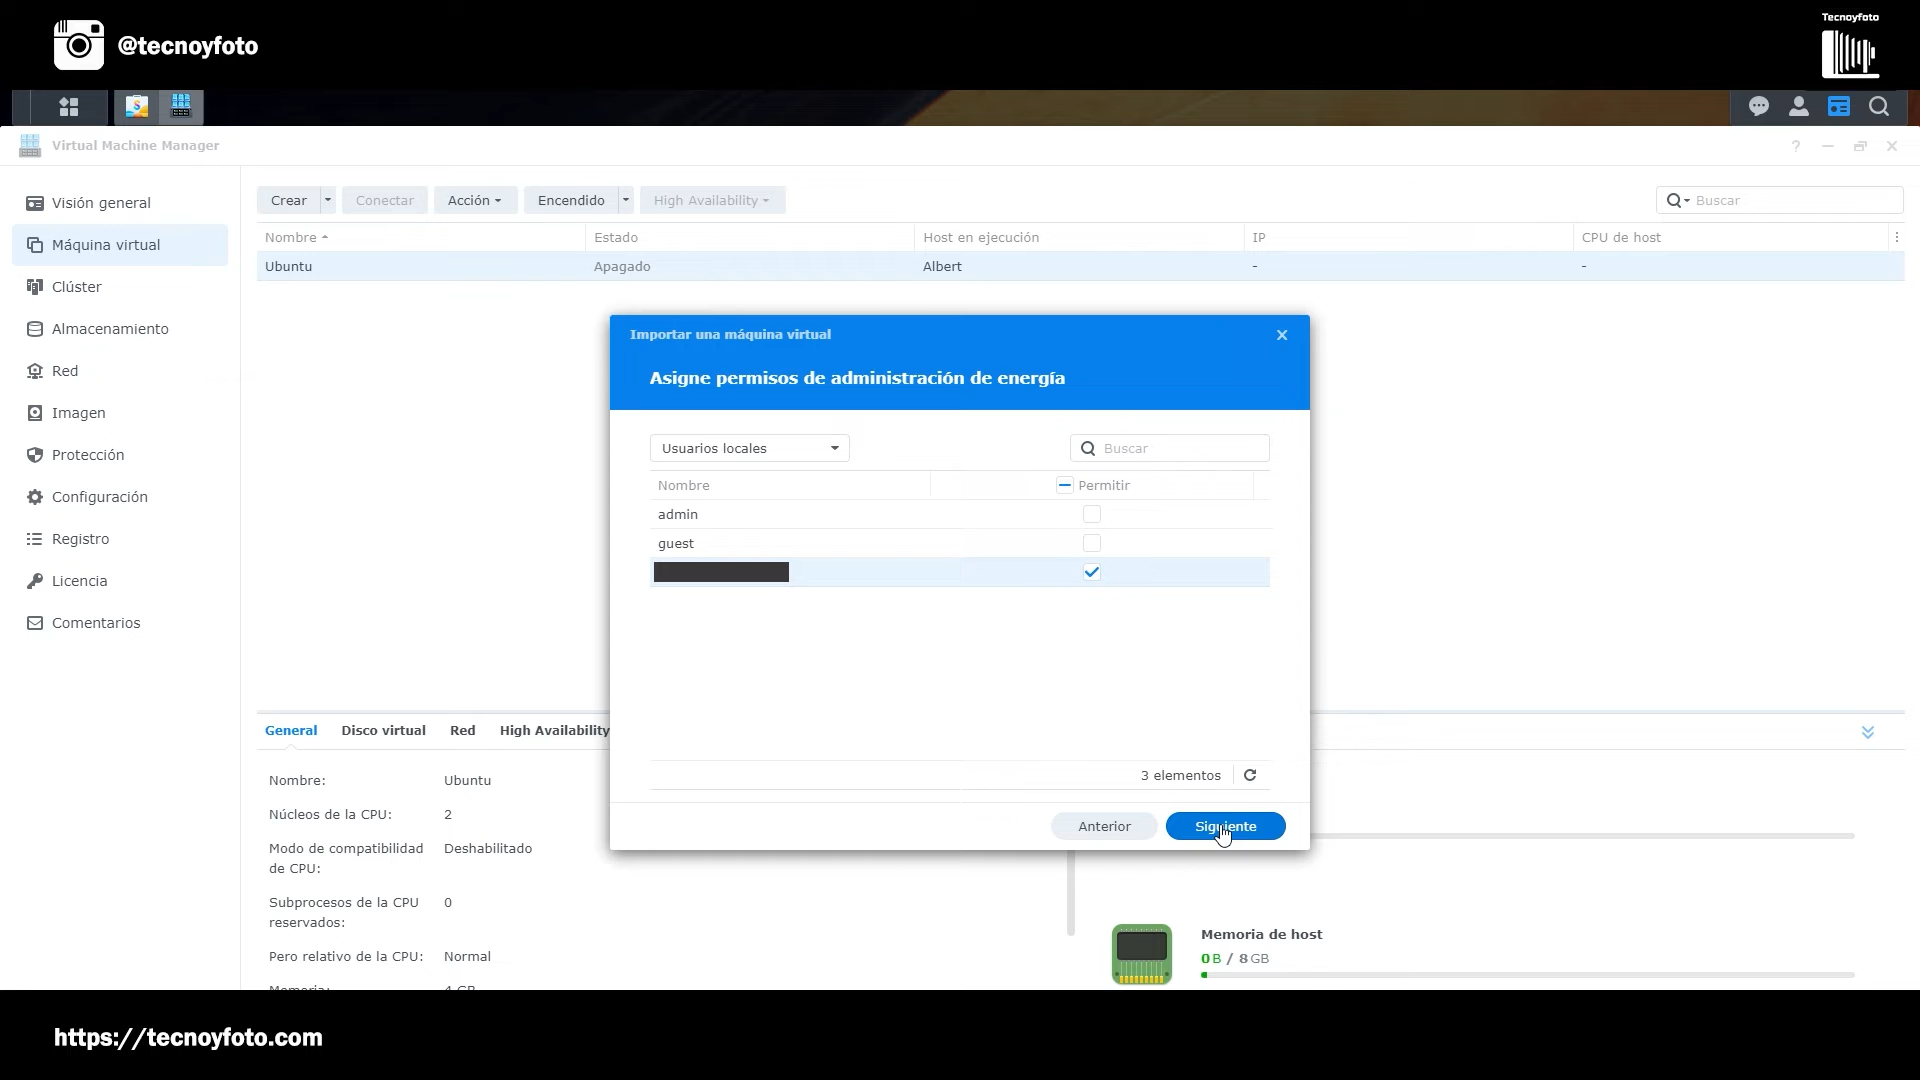 @tecnoyfoto
Tecnoyfoto
Virtual Machine Manager
Visión general
Máquina virtual
Clúster
Almacenamiento
Red
Imagen
Protección
Configuración
Registro
Licencia
Comentarios
Crear
Conectar
Acción
Encendido
High Availability
Buscar
Nombre
Estado
Host en ejecución
IP
CPU de host
Ubuntu
Apagado
Albert
-
-
Importar una máquina virtual
Asigne permisos de administración de energía
Usuarios locales
Buscar
Nombre
Permitir
admin
guest
3 elementos
Anterior
Siguiente
General
Disco virtual
Red
High Availability
Nombre:
Ubuntu
Núcleos de la CPU:
2
Modo de compatibilidad
de CPU:
Deshabilitado
Subprocesos de la CPU
reservados:
0
Pero relativo de la CPU:
Normal
Memoria:
4 GB
Memoria de host
0 B / 8 GB
https://tecnoyfoto.com